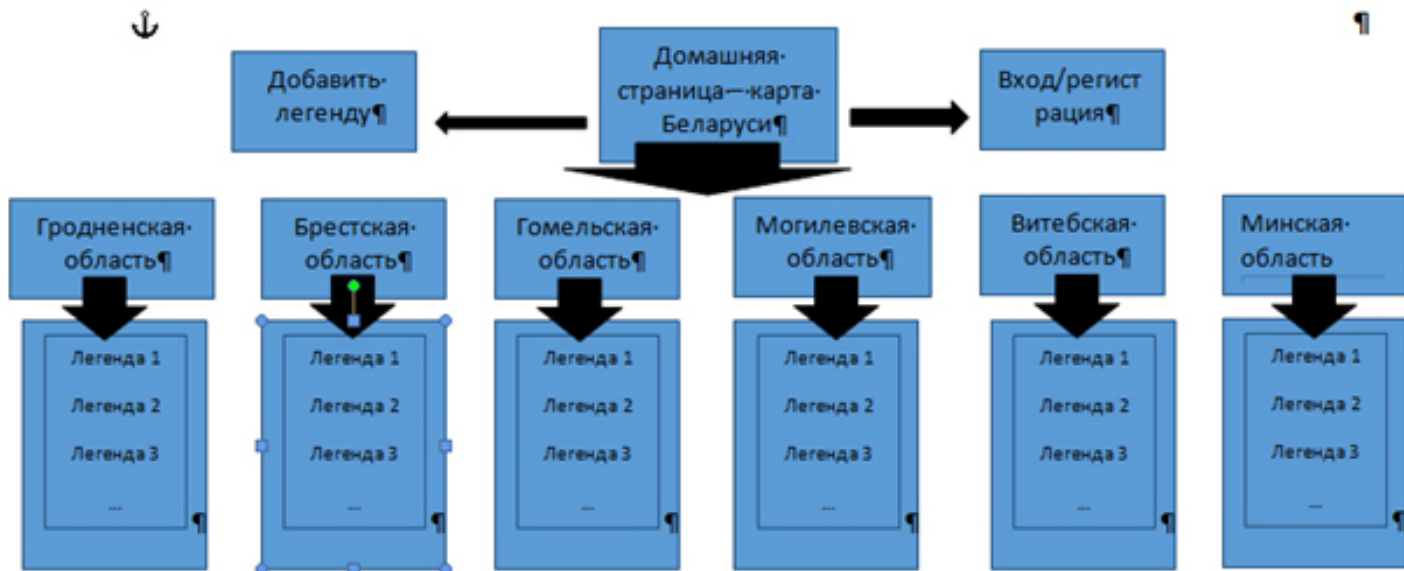 Добавить
легенду
Домашняя
страница — карта
Беларуси
Вход/регист
рация
Гродненская
область
Брестская
область
Гомельская
область
Могилевская
область
Витебская
область
Минская
область
Легенда 1
Легенда 2
Легенда 3
...
Легенда 1
Легенда 2
Легенда 3
...
Легенда 1
Легенда 2
Легенда 3
...
Легенда 1
Легенда 2
Легенда 3
...
Легенда 1
Легенда 2
Легенда 3
...
Легенда 1
Легенда 2
Легенда 3
...